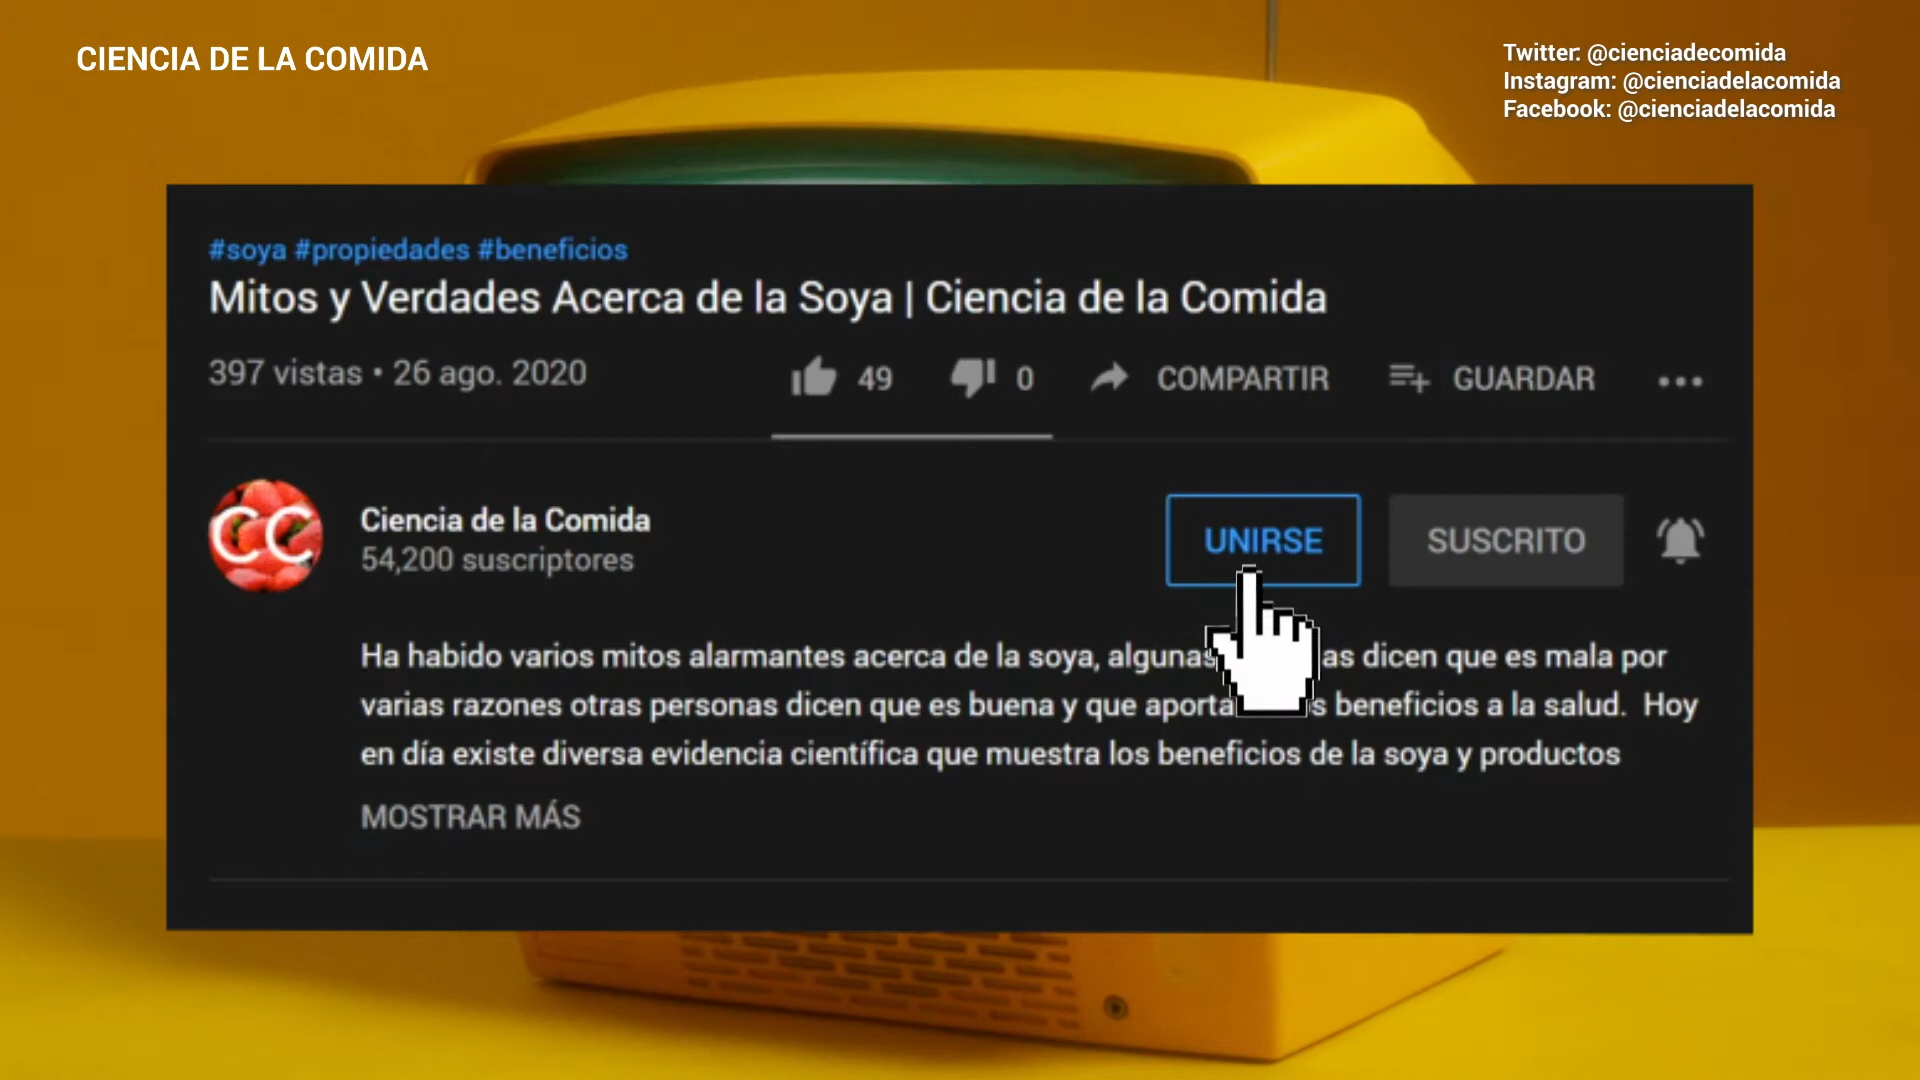 CIENCIA DE LA COMIDA
Twitter: @cienciadecomida
Instagram: @cienciadelacomida
Facebook: @cienciadelacomida
#soya #propiedades #beneficios
Mitos y Verdades Acerca de la Soya | Ciencia de la Comida
397 vistas • 26 ago. 2020
49 0 COMPARTIR GUARDAR
CC
Ciencia de la Comida
54,200 suscriptores
UNIRSE SUSCRITO
Ha habido varios mitos alarmantes acerca de la soya, dicen que es mala por
varias razones otras personas dicen que es buena y que beneficios a la salud. Hoy
en día existe diversa evidencia científica que muestra los beneficios de la soya y productos
MOSTRAR MÁS